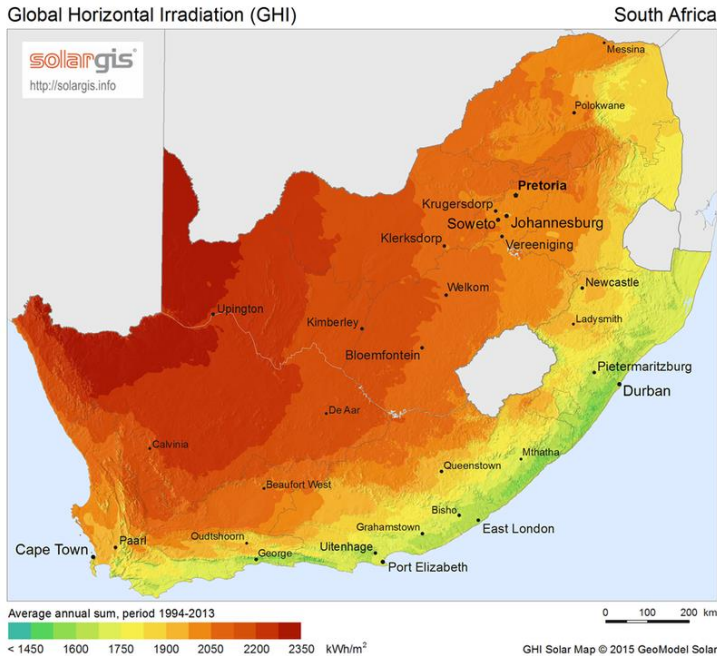 Global Horizontal Irradiation (GHI)
South Africa
solargis
http://solargis.info
Messina
Polokwane
Pretoria
Krugersdorp
Soweto
Johannesburg
Klerksdorp
Vereeniging
Welkom
Newcastle
Upington
Ladysmith
Kimberley
Bloemfontein
Pietermaritzburg
Durban
De Aar
Calvinia
Mthatha
Queenstown
Beaufort West
Bisho
East London
Grahamstown
Oudtshoorn
Paarl
Cape Town
George
Uitenhage
Port Elizabeth
Average annual sum, period 1994-2013
0 100 200 km
< 1450 1600 1750 1900 2050 2200 2350 kWh/m²
GHI Solar Map © 2015 GeoModel Solar